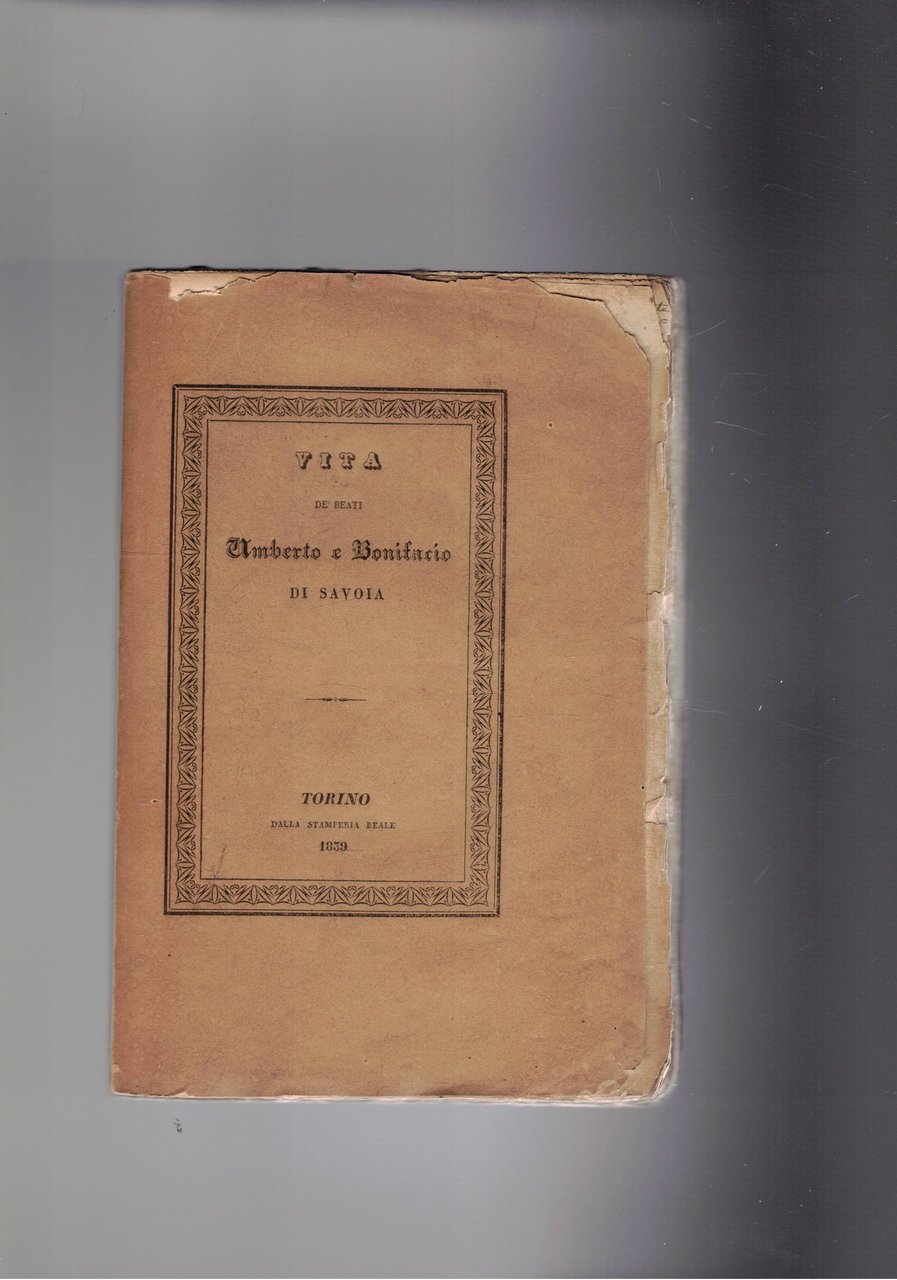 VITA
DE' BEATI
Umberto e Bonifacio
DI SAVOIA
TORINO
DALLA STAMPERIA REALE
1839